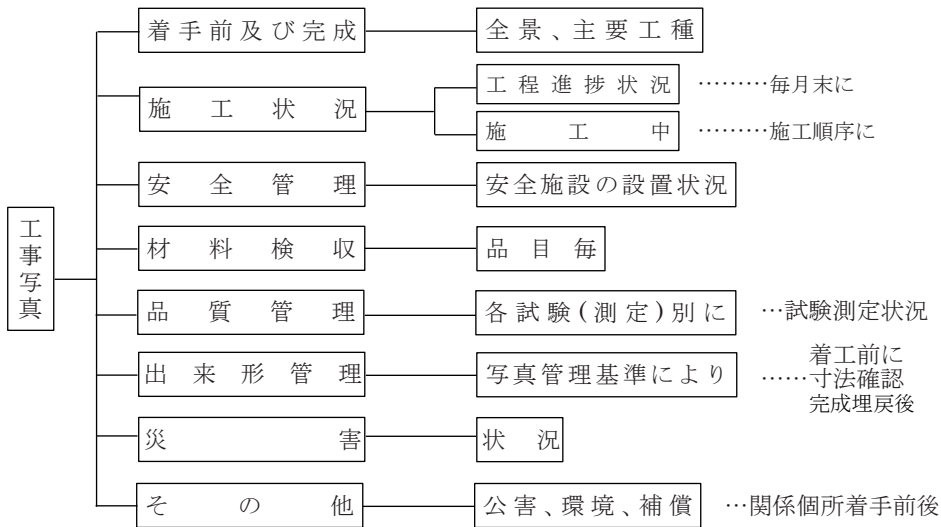 工事写真
着手前及び完成
全景、主要工種
施工状況
工程進捗状況
………毎月末に
施工中
………施工順序に
安全管理
安全施設の設置状況
材料検収
品目毎
品質管理
各試験(測定)別に
…試験測定状況
出来形管理
写真管理基準により
着工前に
……寸法確認
完成埋戻後
災害
状況
その他
公害、環境、補償
…関係個所着手前後